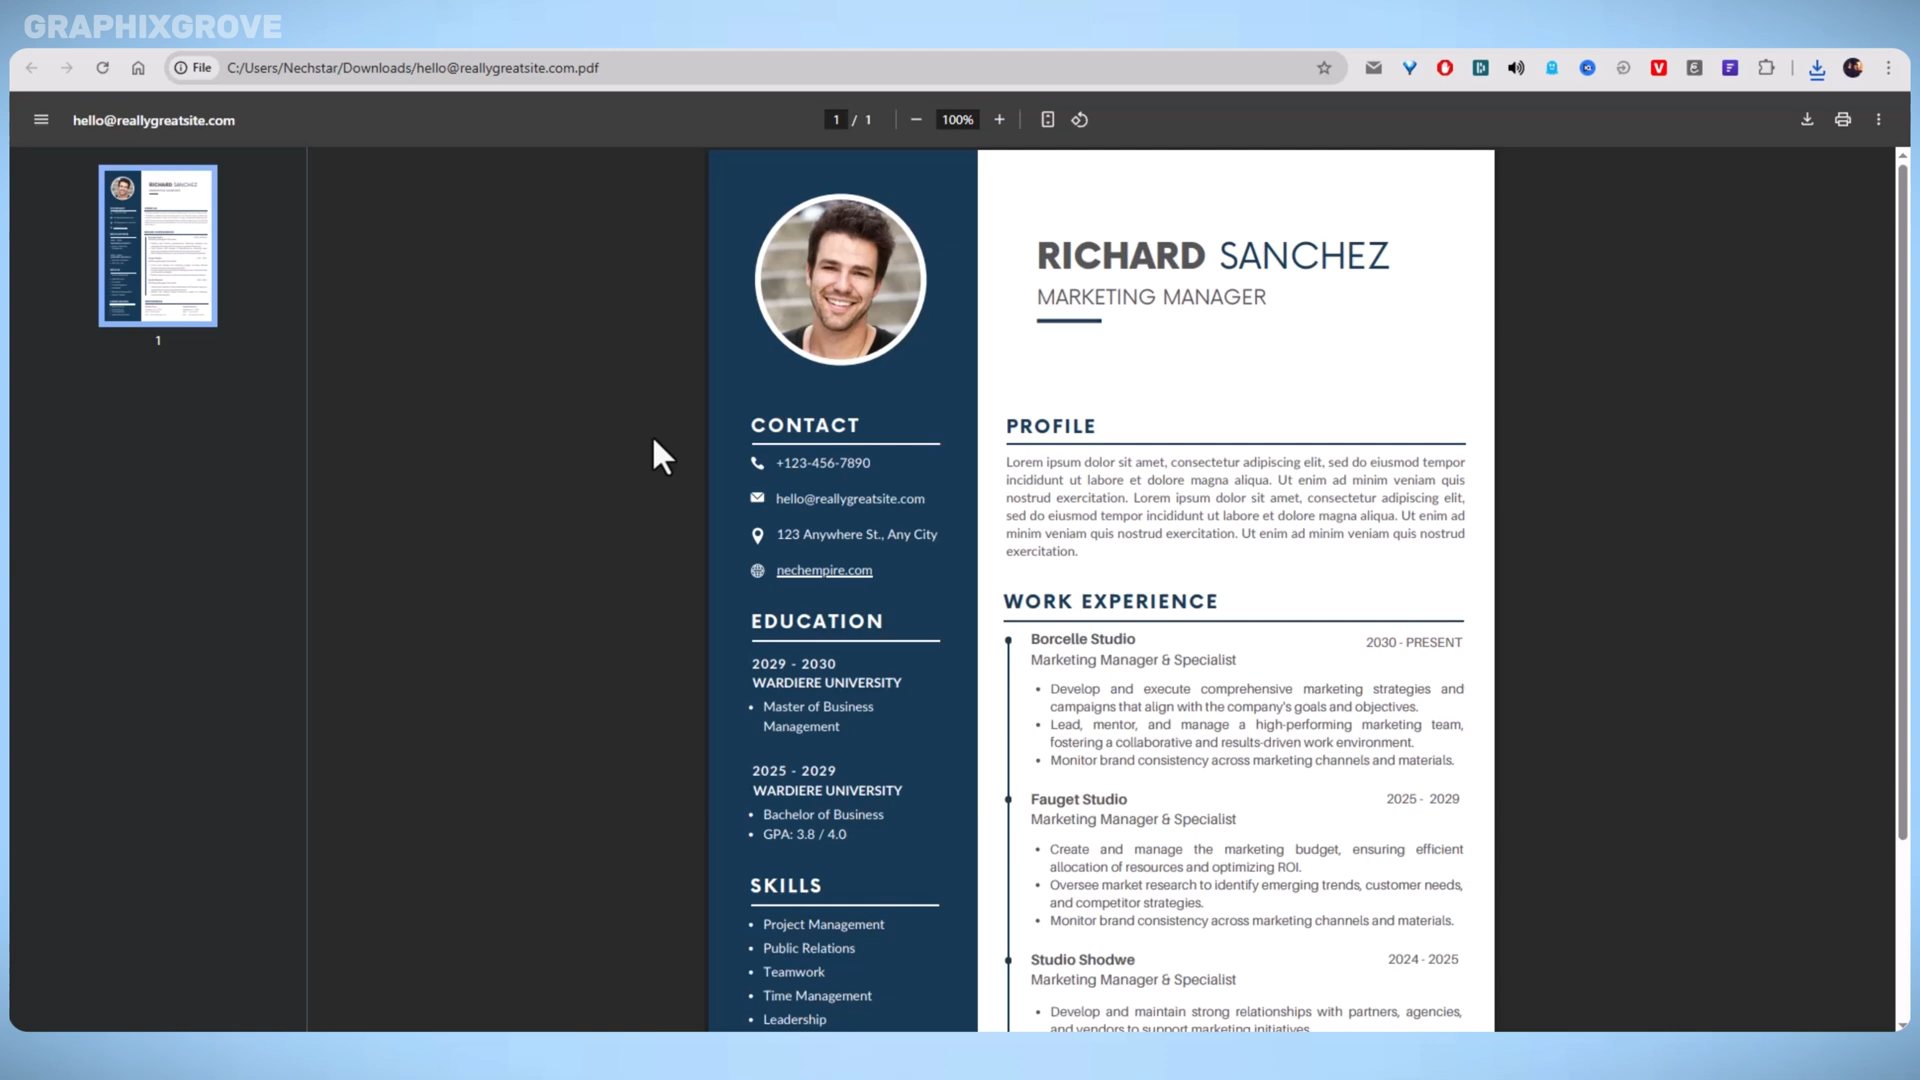 GRAPHIXGROVE
File C:/Users/Nechstar/Downloads/hello@reallygreatsite.com.pdf
hello@reallygreatsite.com
1 / 1
100%
1
RICHARD SANCHEZ
MARKETING MANAGER
CONTACT
+123-456-7890
hello@reallygreatsite.com
123 Anywhere St., Any City
nechempire.com
EDUCATION
2029 - 2030
WARDIERE UNIVERSITY
• Master of Business
Management
2025 - 2029
WARDIERE UNIVERSITY
• Bachelor of Business
• GPA: 3.8 / 4.0
SKILLS
• Project Management
• Public Relations
• Teamwork
• Time Management
• Leadership
PROFILE
Lorem ipsum dolor sit amet, consectetur adipiscing elit, sed do eiusmod tempor
incididunt ut labore et dolore magna aliqua. Ut enim ad minim veniam quis
nostrud exercitation. Lorem ipsum dolor sit amet, consectetur adipiscing elit,
sed do eiusmod tempor incididunt ut labore et dolore magna aliqua. Ut enim ad
minim veniam quis nostrud exercitation. Ut enim ad minim veniam quis nostrud
exercitation.
WORK EXPERIENCE
Borcelle Studio
2030 - PRESENT
Marketing Manager & Specialist
• Develop and execute comprehensive marketing strategies and
campaigns that align with the company's goals and objectives.
• Lead, mentor, and manage a high-performing marketing team,
fostering a collaborative and results-driven work environment.
• Monitor brand consistency across marketing channels and materials.
Fauget Studio
2025 - 2029
Marketing Manager & Specialist
• Create and manage the marketing budget, ensuring efficient
allocation of resources and optimizing ROI.
• Oversee market research to identify emerging trends, customer needs,
and competitor strategies.
• Monitor brand consistency across marketing channels and materials.
Studio Shodwe
2024 - 2025
Marketing Manager & Specialist
• Develop and maintain strong relationships with partners, agencies,
and vendors to support marketing initiatives.